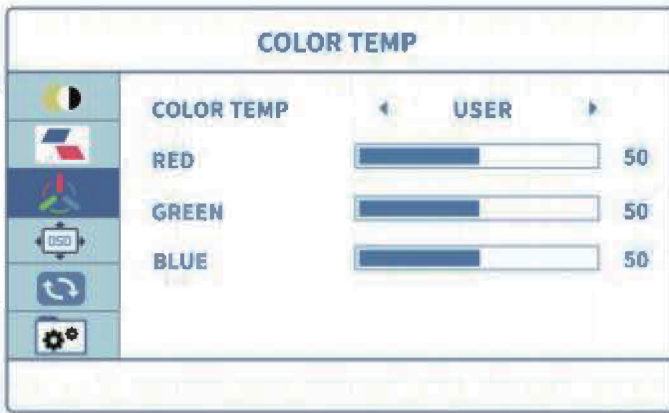 COLOR TEMP
COLOR TEMP USER
RED 50
GREEN 50
OSD
BLUE 50